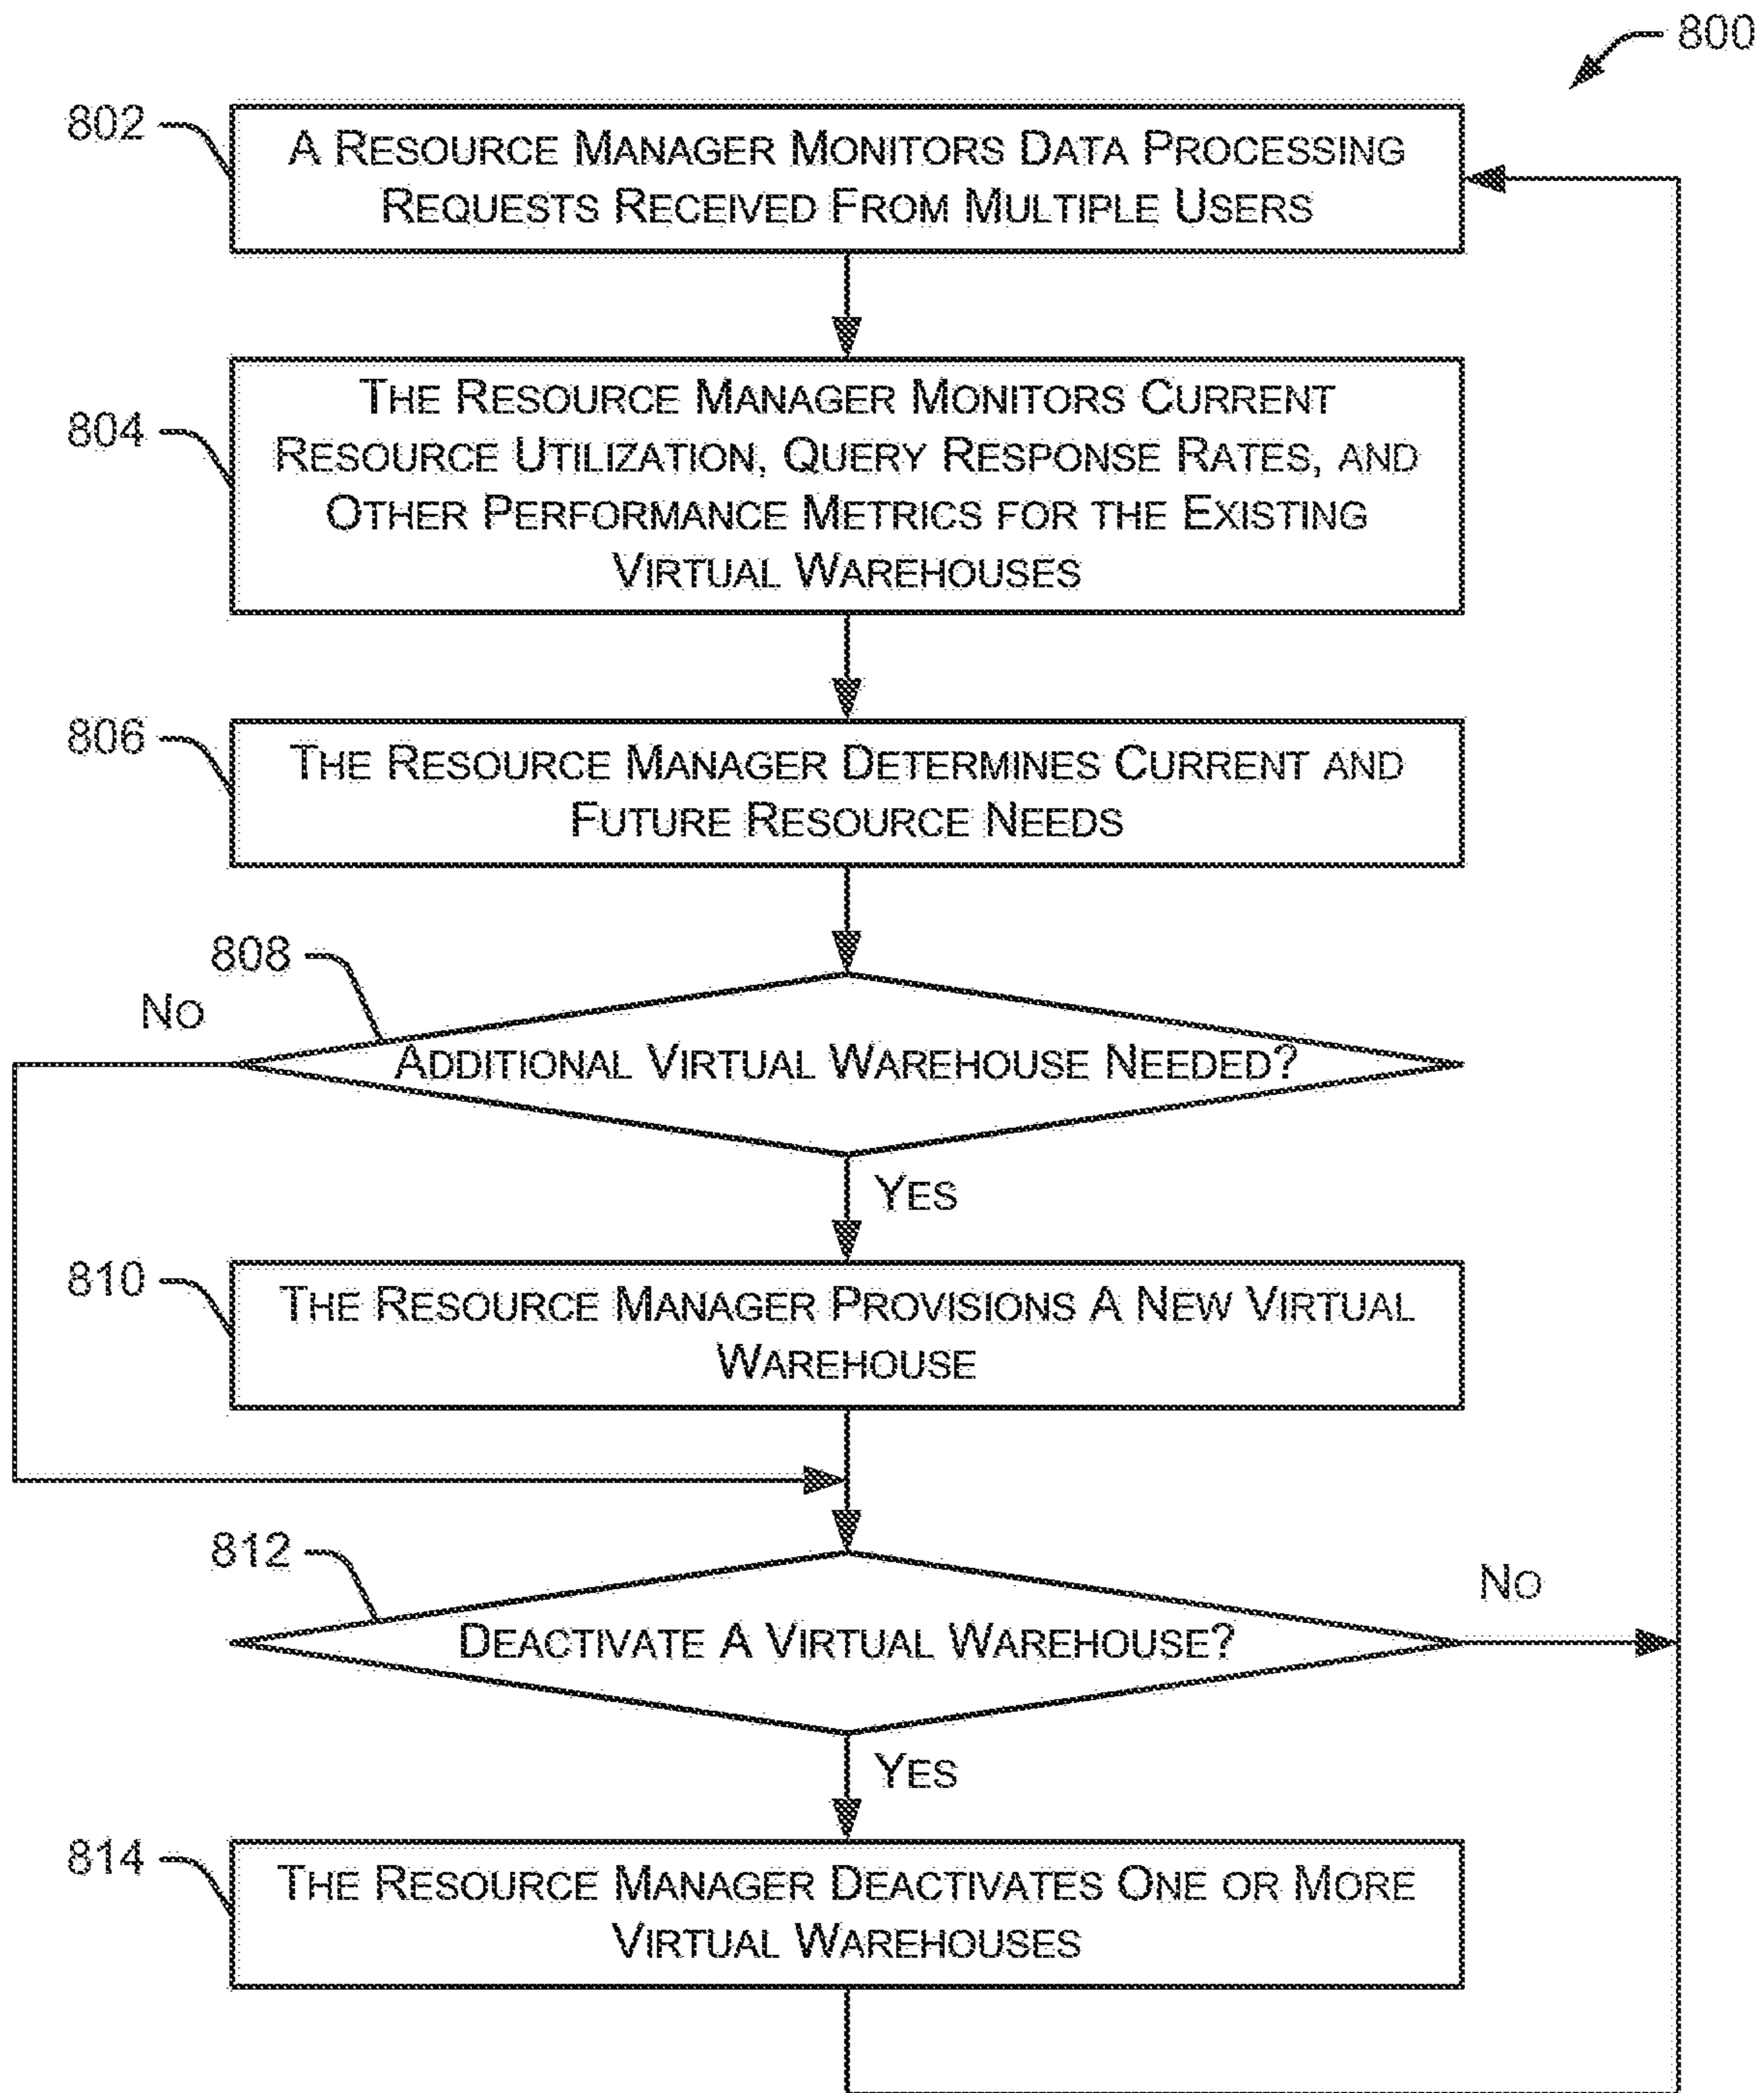 800
802
A RESOURCE MANAGER MONITORS DATA PROCESSING
REQUESTS RECEIVED FROM MULTIPLE USERS
804
THE RESOURCE MANAGER MONITORS CURRENT
RESOURCE UTILIZATION, QUERY RESPONSE RATES, AND
OTHER PERFORMANCE METRICS FOR THE EXISTING
VIRTUAL WAREHOUSES
806
THE RESOURCE MANAGER DETERMINES CURRENT AND
FUTURE RESOURCE NEEDS
808
NO
ADDITIONAL VIRTUAL WAREHOUSE NEEDED?
YES
810
THE RESOURCE MANAGER PROVISIONS A NEW VIRTUAL
WAREHOUSE
812
NO
DEACTIVATE A VIRTUAL WAREHOUSE?
YES
814
THE RESOURCE MANAGER DEACTIVATES ONE OR MORE
VIRTUAL WAREHOUSES